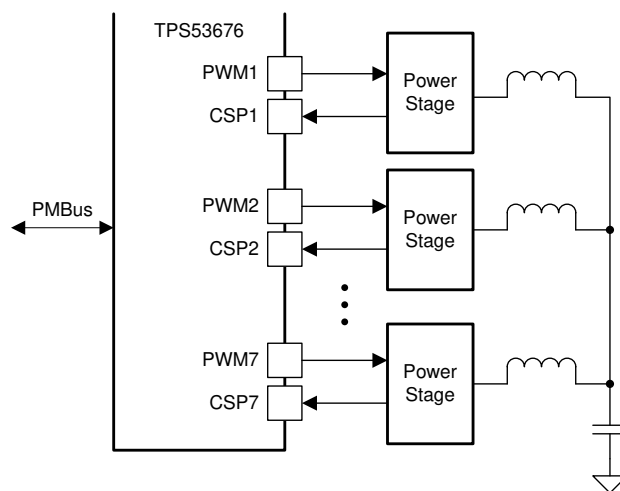 TPS53676
PWM1
CSP1
Power
Stage
PMBus
PWM2
CSP2
Power
Stage
PWM7
CSP7
Power
Stage